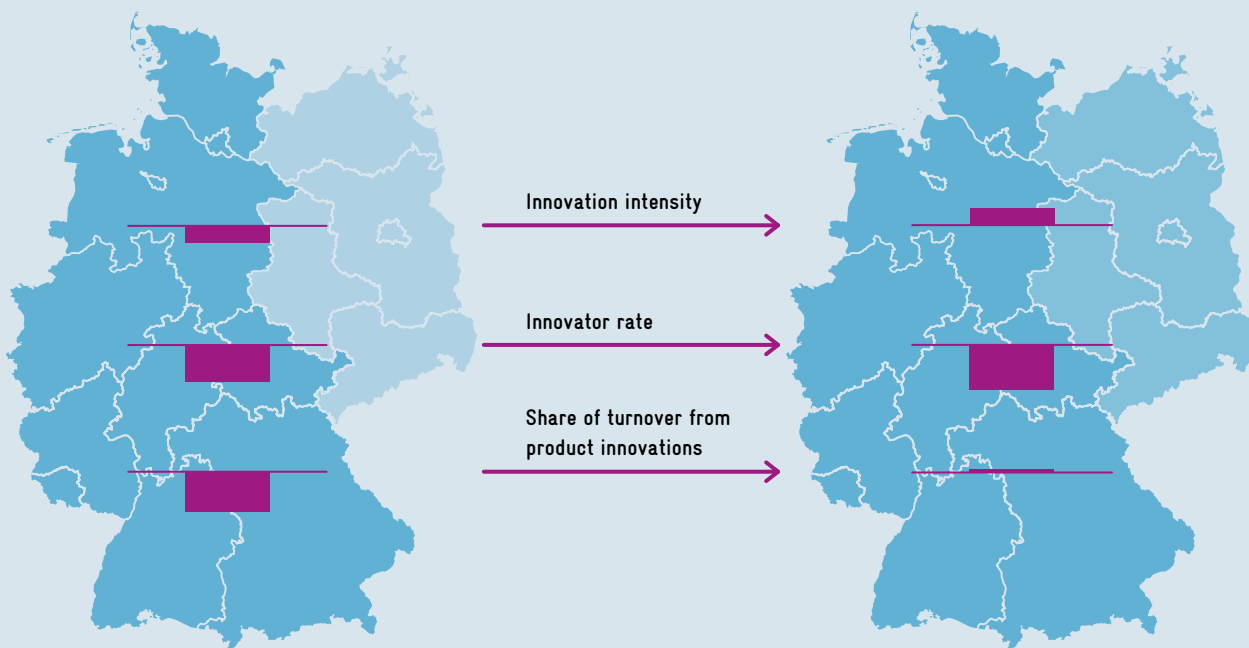 Innovation intensity
Innovator rate
Share of turnover from
product innovations